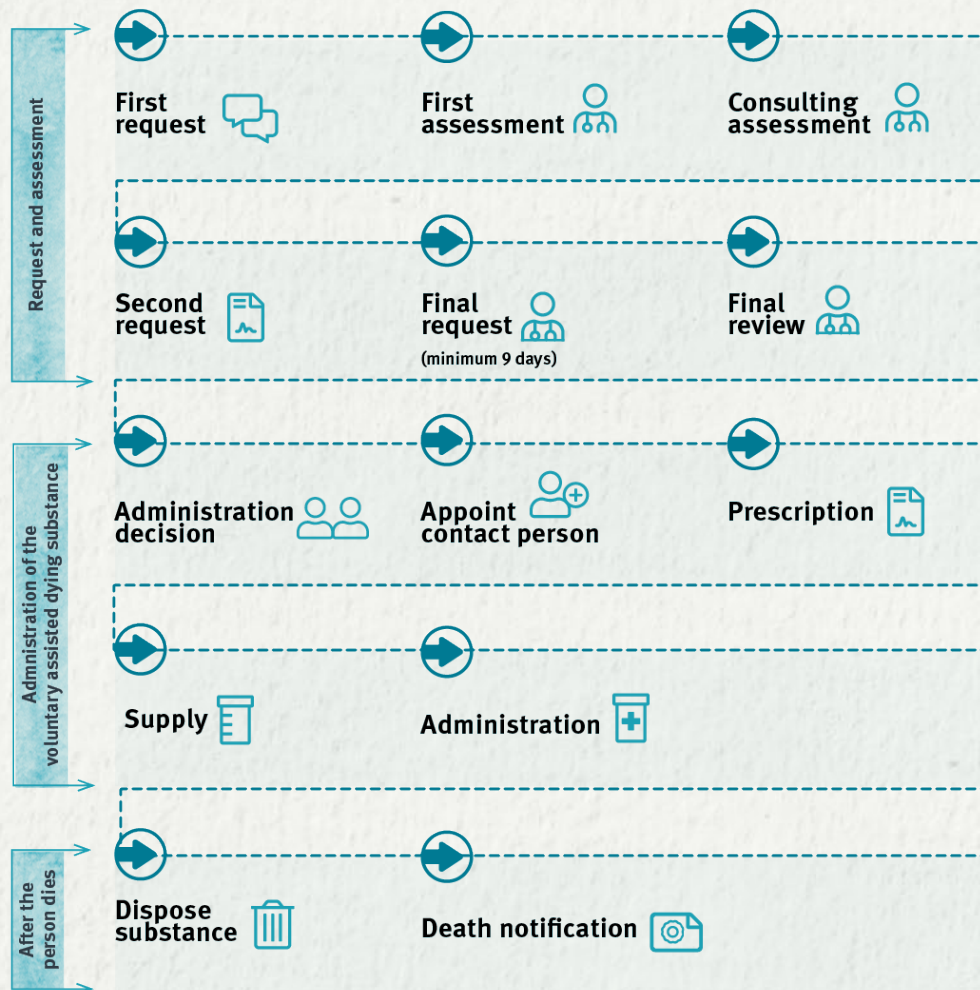 Request and assessment
First
request
First
assessment
Consulting
assessment
Second
request
Final
request
(minimum 9 days)
Final
review
Administration of the
voluntary assisted dying substance
Administration
decision
Appoint
contact person
Prescription
Supply
Administration
After the
person dies
Dispose
substance
Death notification